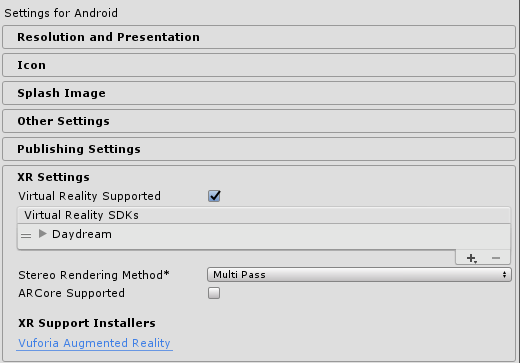 Settings for Android
Resolution and Presentation
Icon
Splash Image
Other Settings
Publishing Settings
XR Settings
Virtual Reality Supported
Virtual Reality SDKs
Daydream
Stereo Rendering Method*
Multi Pass
ARCore Supported
XR Support Installers
Vuforia Augmented Reality